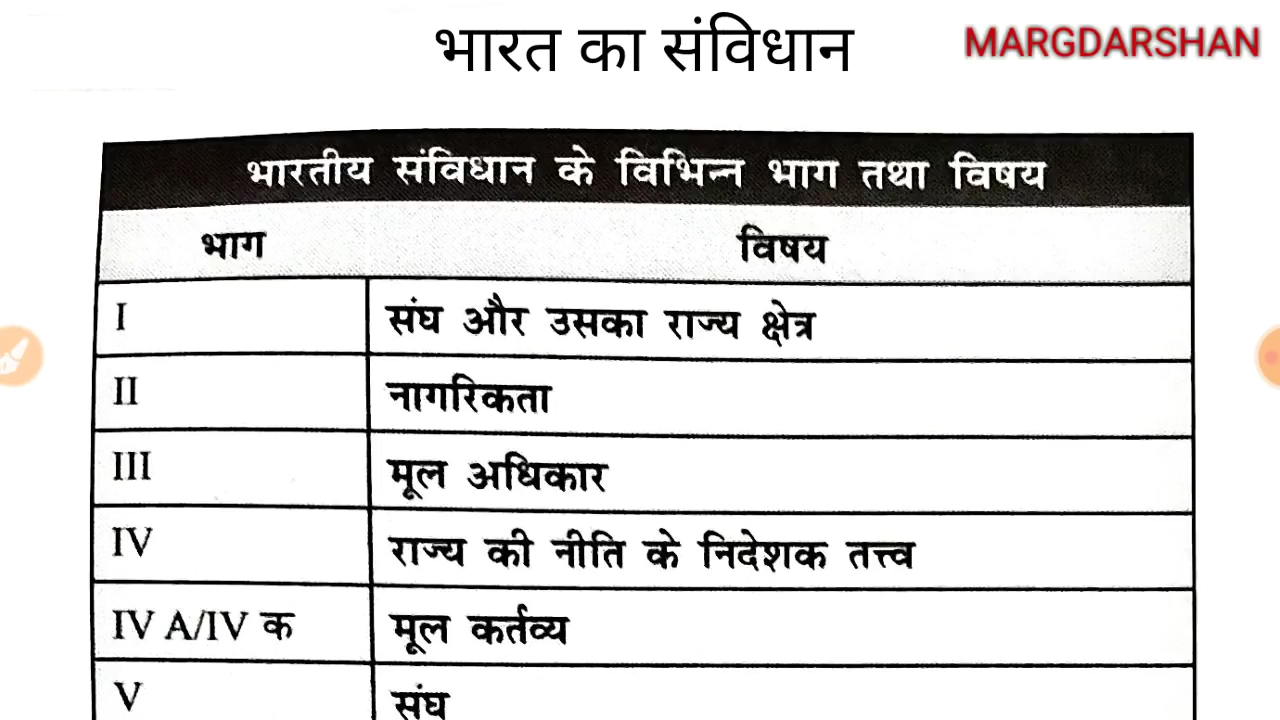 भारत का संविधान
MARGDARSHAN
भारतीय संविधान के विभिन्न भाग तथा विषय
भाग विषय
I संघ और उसका राज्य क्षेत्र
II नागरिकता
III मूल अधिकार
IV राज्य की नीति के निदेशक तत्त्व
IV A/IV क मूल कर्तव्य
V संघ